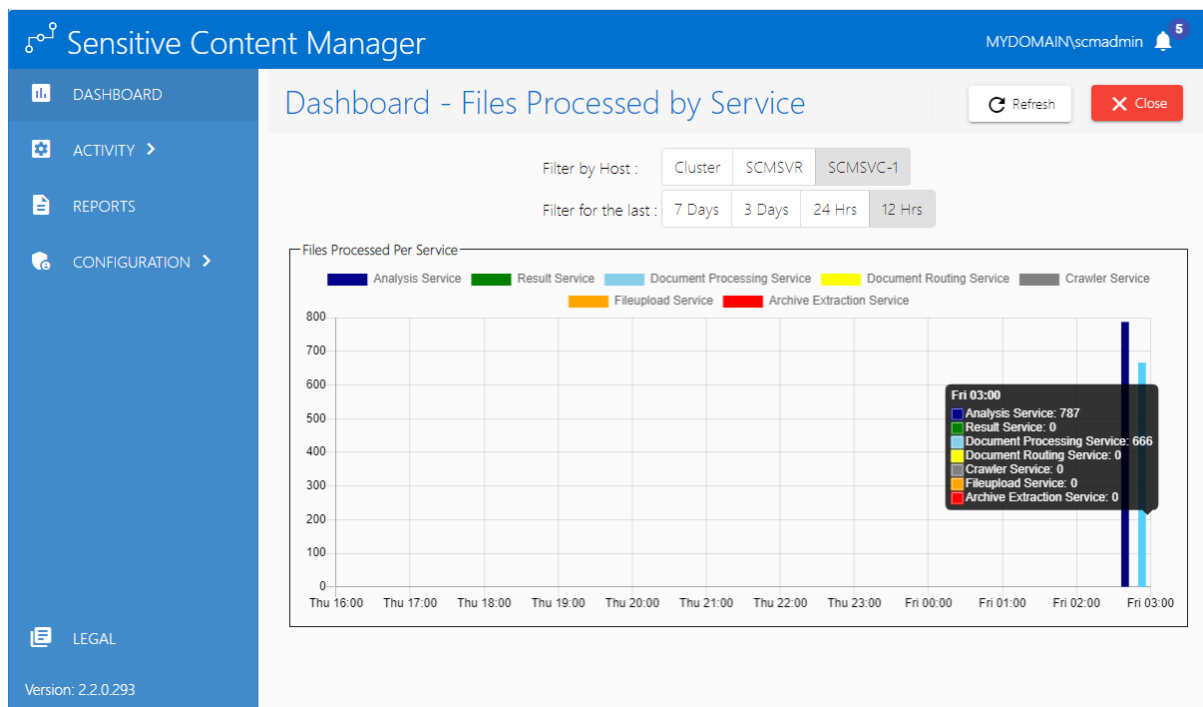 Sensitive Content Manager
MYDOMAIN\scmadmin 5
DASHBOARD
ACTIVITY
REPORTS
CONFIGURATION
LEGAL
Version: 2.2.0.293
Dashboard - Files Processed by Service
Refresh
Close
Filter by Host : Cluster SCMSVR SCMSVC-1
Filter for the last : 7 Days 3 Days 24 Hrs 12 Hrs
Files Processed Per Service
Analysis Service Result Service Document Processing Service Document Routing Service Crawler Service
Fileupload Service Archive Extraction Service
800
700
600
500
400
300
200
100
0
Fri 03:00
Analysis Service: 787
Result Service: 0
Document Processing Service: 666
Document Routing Service: 0
Crawler Service: 0
Fileupload Service: 0
Archive Extraction Service: 0
Thu 16:00 Thu 17:00 Thu 18:00 Thu 19:00 Thu 20:00 Thu 21:00 Thu 22:00 Thu 23:00 Fri 00:00 Fri 01:00 Fri 02:00 Fri 03:00